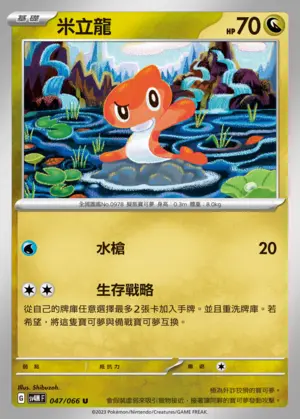 基礎
米立龍
HP 70
全國圖鑑No.0978 擬餌寶可夢 身高:0.3m 體重:8.0kg
水槍 20
生存戰略
從自己的牌庫任意選擇最多2張卡加入手牌。並且重洗牌庫。若
希望,將這隻寶可夢與備戰寶可夢互換。
弱點 抵抗力 撤退
Illus. Shibuzoh.
G SV4M F 047/066 U
©2023 Pokémon/Nintendo/Creatures/GAME FREAK.